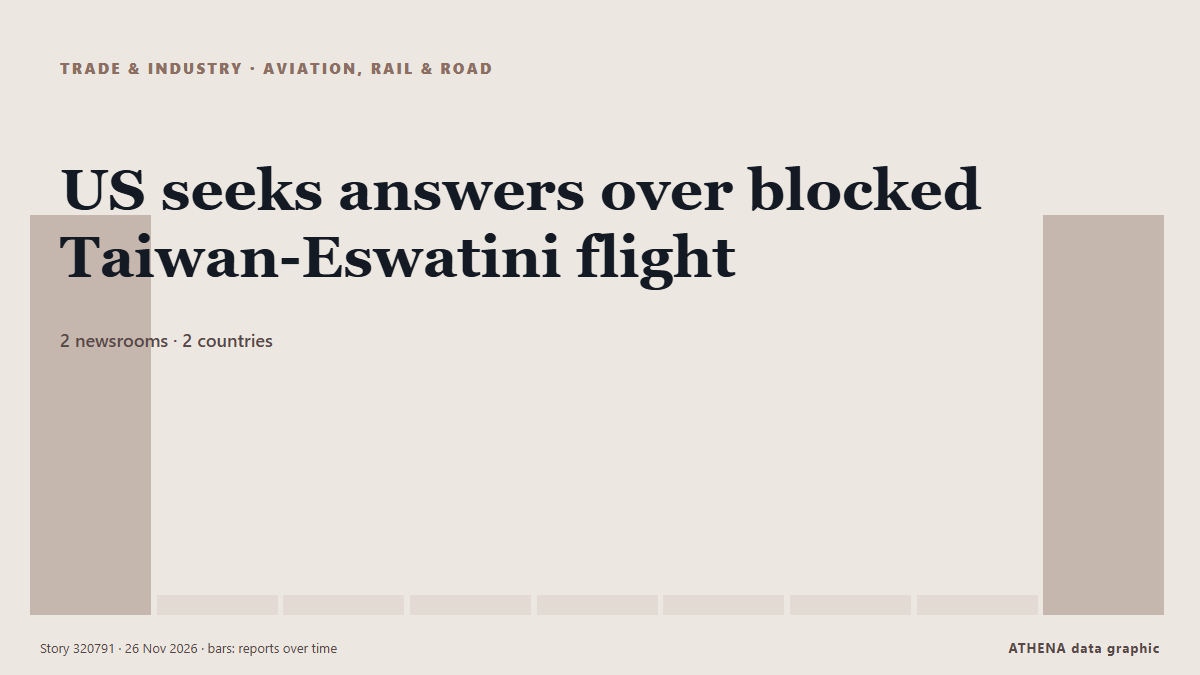 TRADE & INDUSTRY · AVIATION, RAIL & ROAD
US seeks answers over blocked
Taiwan-Eswatini flight
2 newsrooms · 2 countries
Story 320791 · 26 Nov 2026 · bars: reports over time
ATHENA data graphic